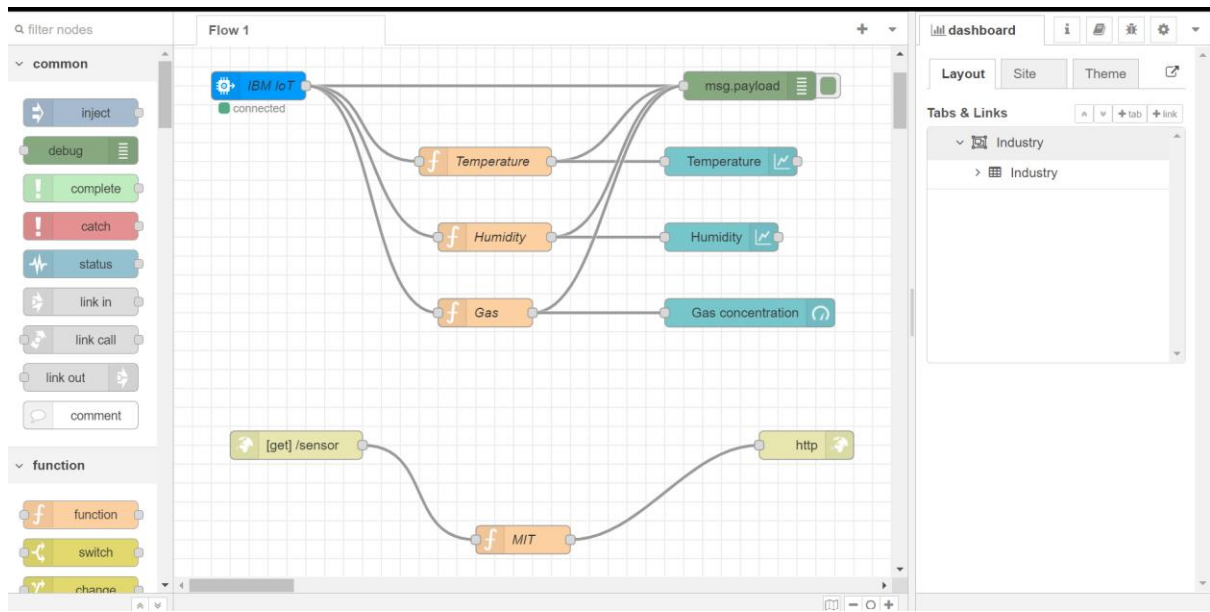 filter nodes
common
inject
debug
complete
catch
status
link in
link call
link out
comment
function
function
switch
change
Flow 1
IBM IoT
connected
msg.payload
Temperature
Temperature
Humidity
Humidity
Gas
Gas concentration
[get] /sensor
http
MIT
dashboard
Layout
Site
Theme
Tabs & Links
+ tab
+ link
Industry
Industry